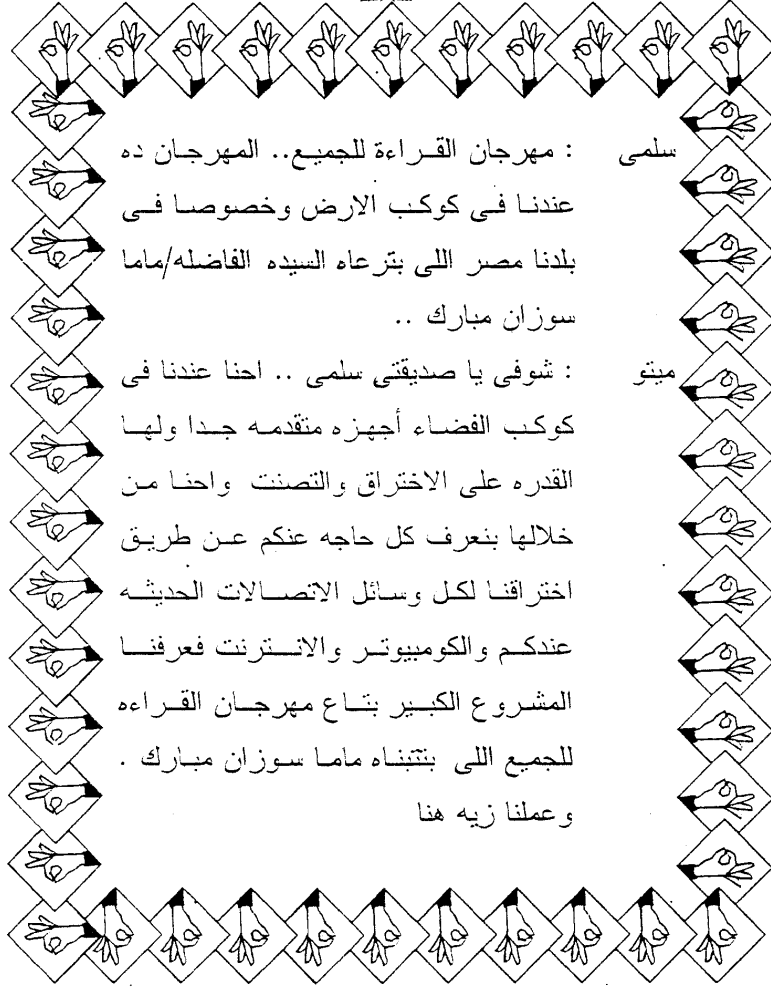 سلمى : مهرجان القراءة للجميع.. المهرجان ده
عندنا فى كوكب الارض وخصوصا فى
بلدنا مصر اللى بترعاه السيده الفاضله/ماما
سوزان مبارك ..
ميتو : شوفى يا صديقتى سلمى .. احنا عندنا فى
كوكب الفضاء أجهزه متقدمه جدا ولها
القدره على الاختراق والتصنت واحنا من
خلالها بنعرف كل حاجه عنكم عن طريق
اختراقنا لكل وسائل الاتصالات الحديثه
عندكم والكومبيوتر والانترنت فعرفنا
المشروع الكبير بتاع مهرجان القراءه
للجميع اللى بتتبناه ماما سوزان مبارك .
وعملنا زيه هنا